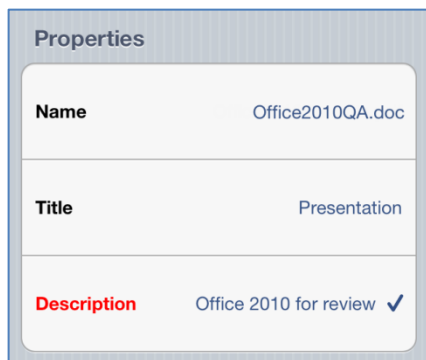 Properties
Name Office2010QA.doc
Title Presentation
Description Office 2010 for review ✓